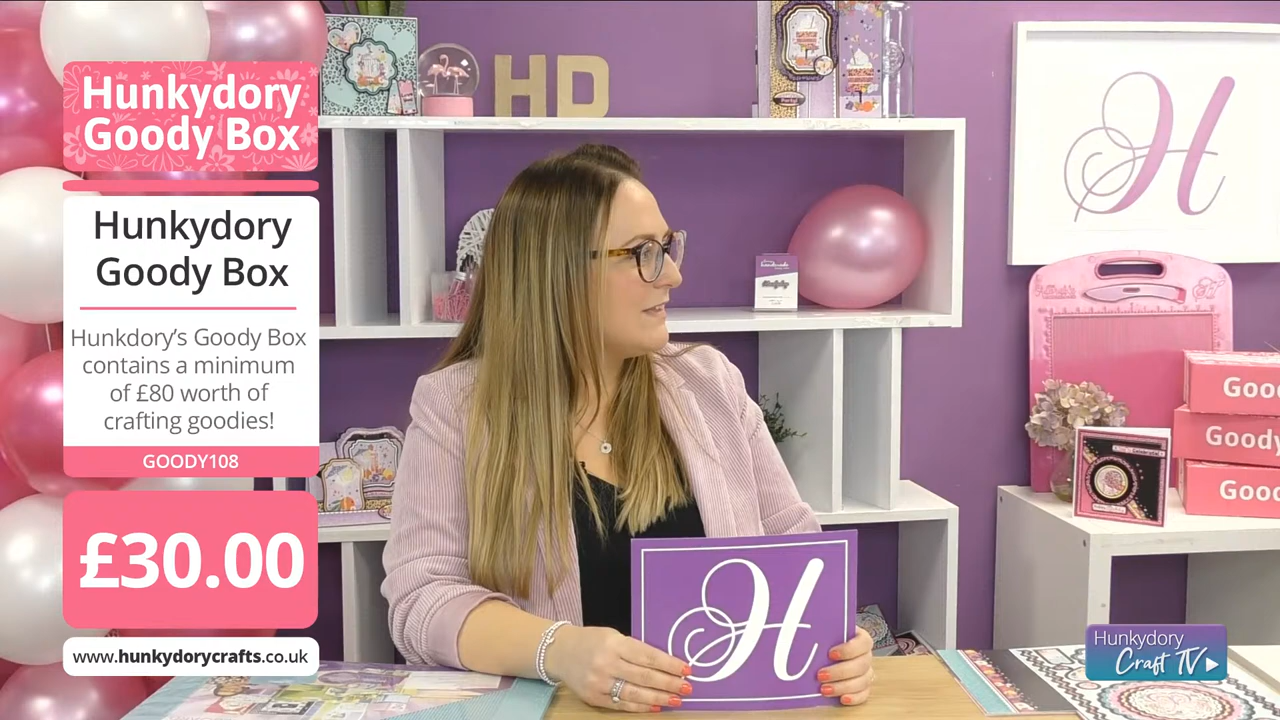 Hunkydory
Goody Box
Hunkydory
Goody Box
Hunkdory's Goody Box
contains a minimum
of £80 worth of
crafting goodies!
GOODY108
£30.00
www.hunkydorycrafts.co.uk
HD
H
H
Goo
Goody
Good
Hunkydory
Craft TV